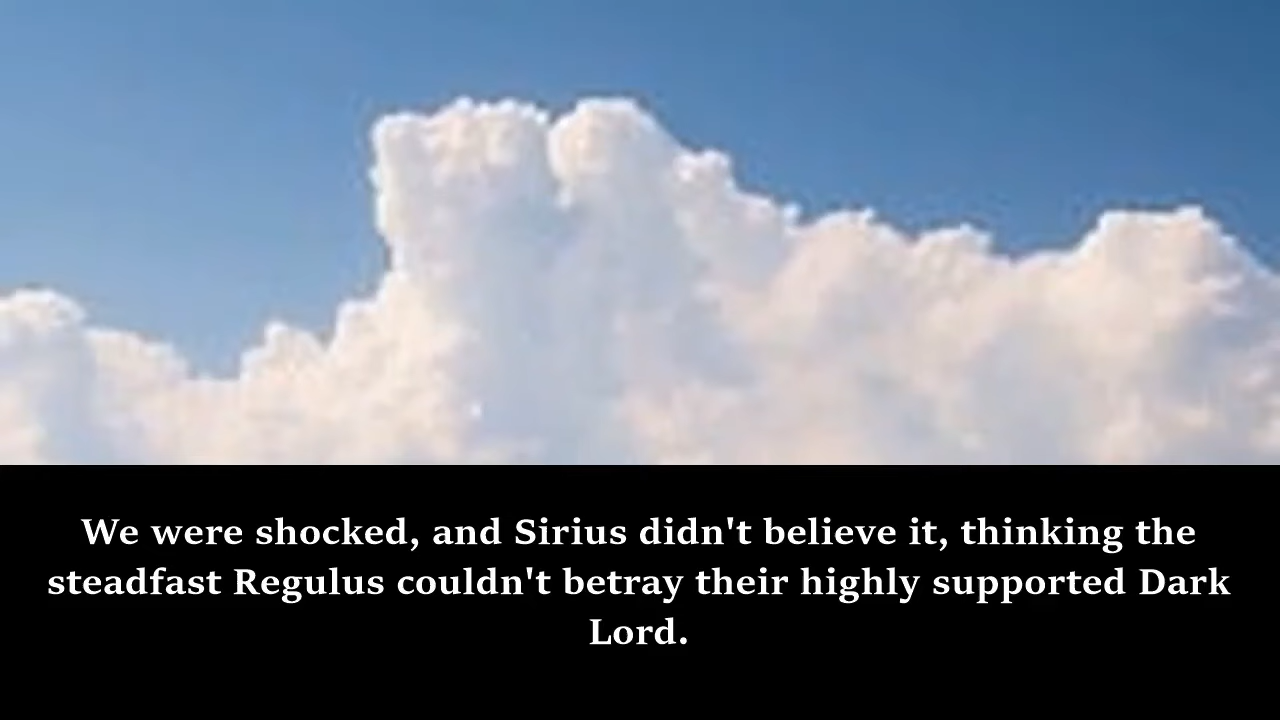 We were shocked, and Sirius didn't believe it, thinking the
steadfast Regulus couldn't betray their highly supported Dark
Lord.